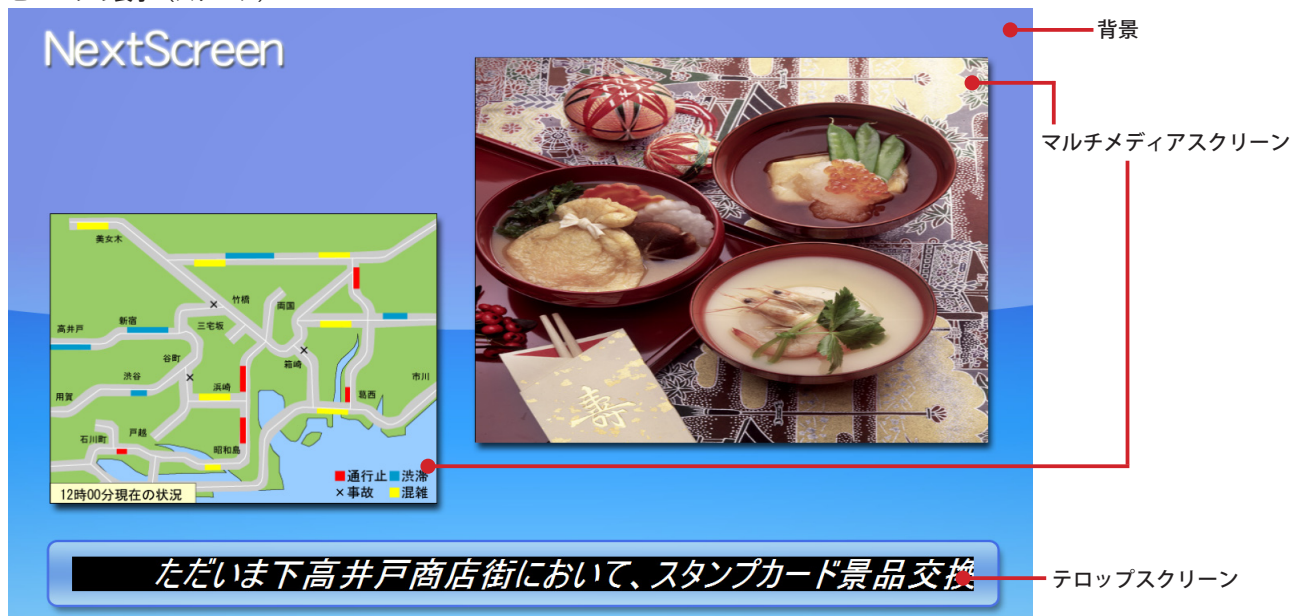 NextScreen
背景
マルチメディアスクリーン
美女木
竹橋
両国
高井戸
新宿
三宅坂
谷町
箱崎
渋谷
浜崎
葛西
市川
用賀
石川町
戸越
昭和島
■通行止■渋滞
×事故 ■混雑
12時00分現在の状況
寿
ただいま下高井戸商店街において、スタンプカード景品交換
テロップスクリーン